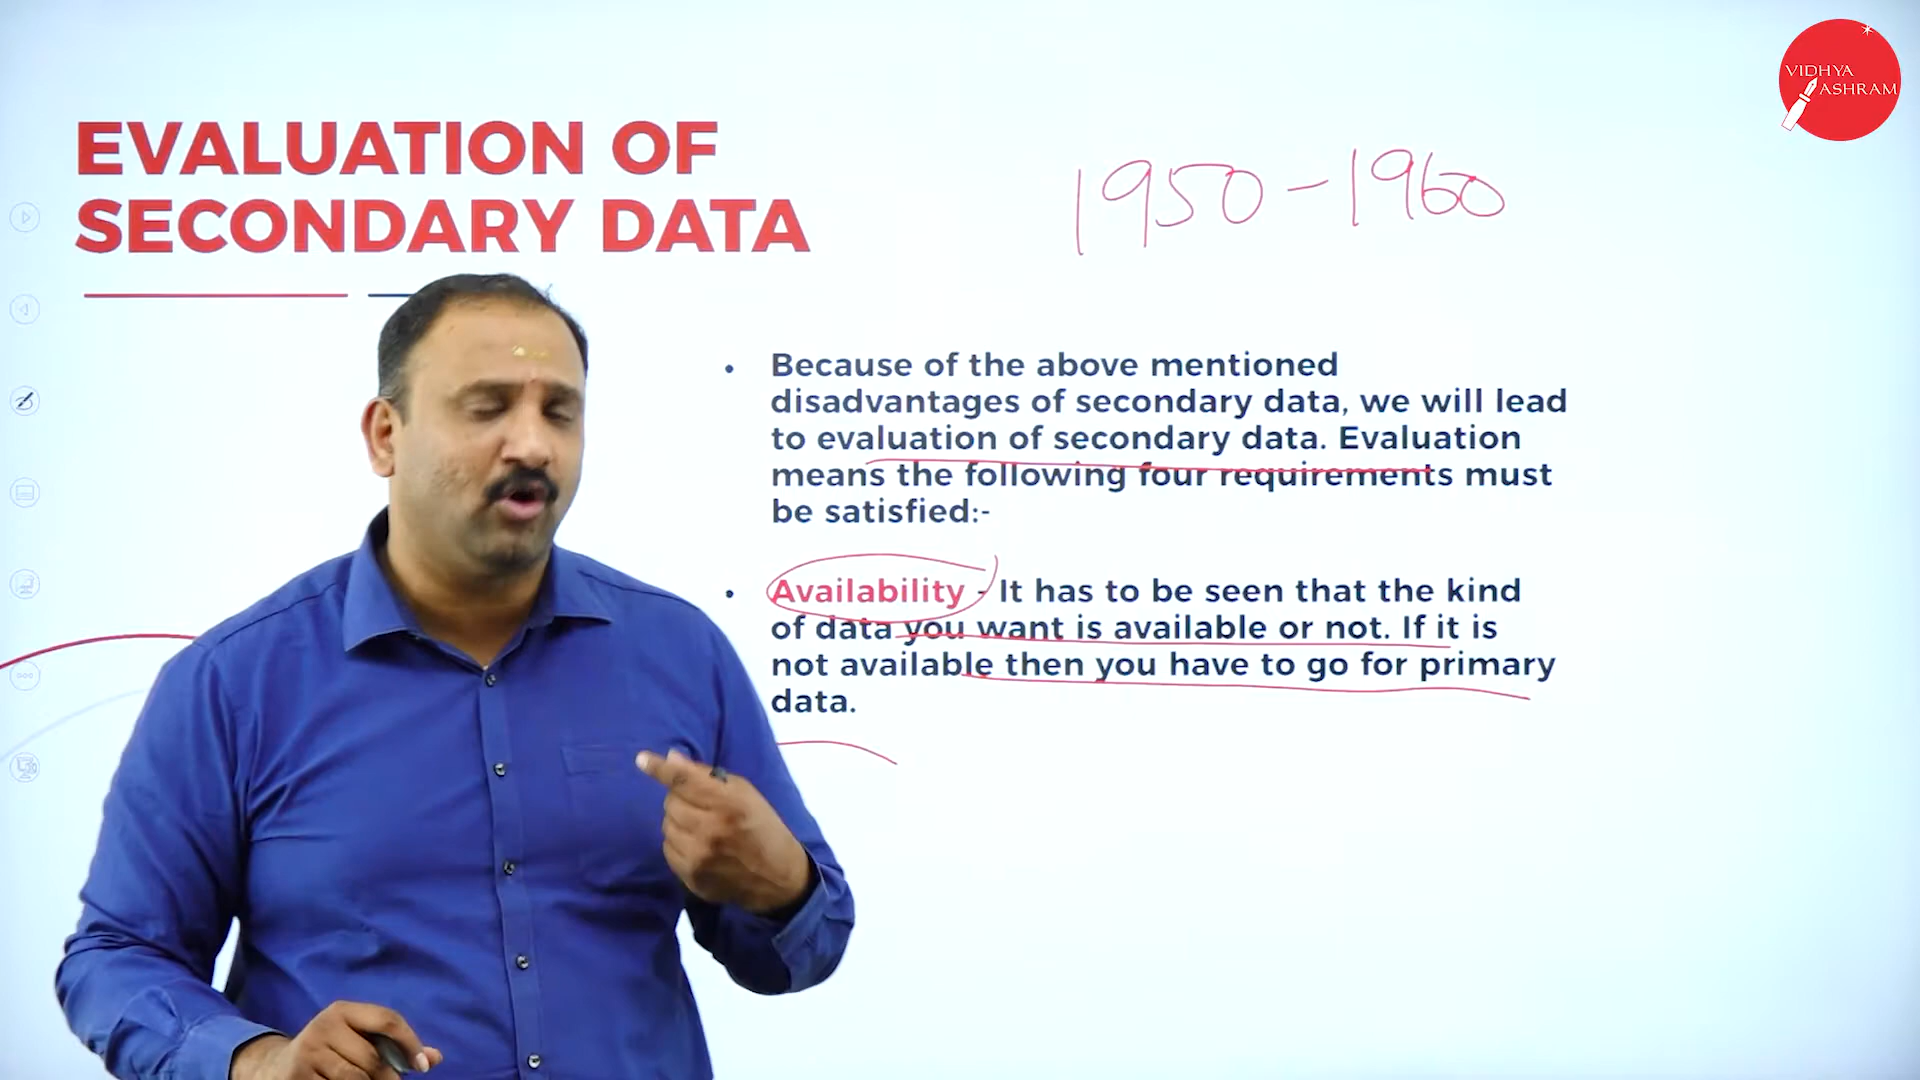 VIDHYA
ASHRAM
EVALUATION OF
SECONDARY DATA
1950-1960
• Because of the above mentioned
disadvantages of secondary data, we will lead
to evaluation of secondary data. Evaluation
means the following four requirements must
be satisfied:-
• Availability - It has to be seen that the kind
of data you want is available or not. If it is
not available then you have to go for primary
data.